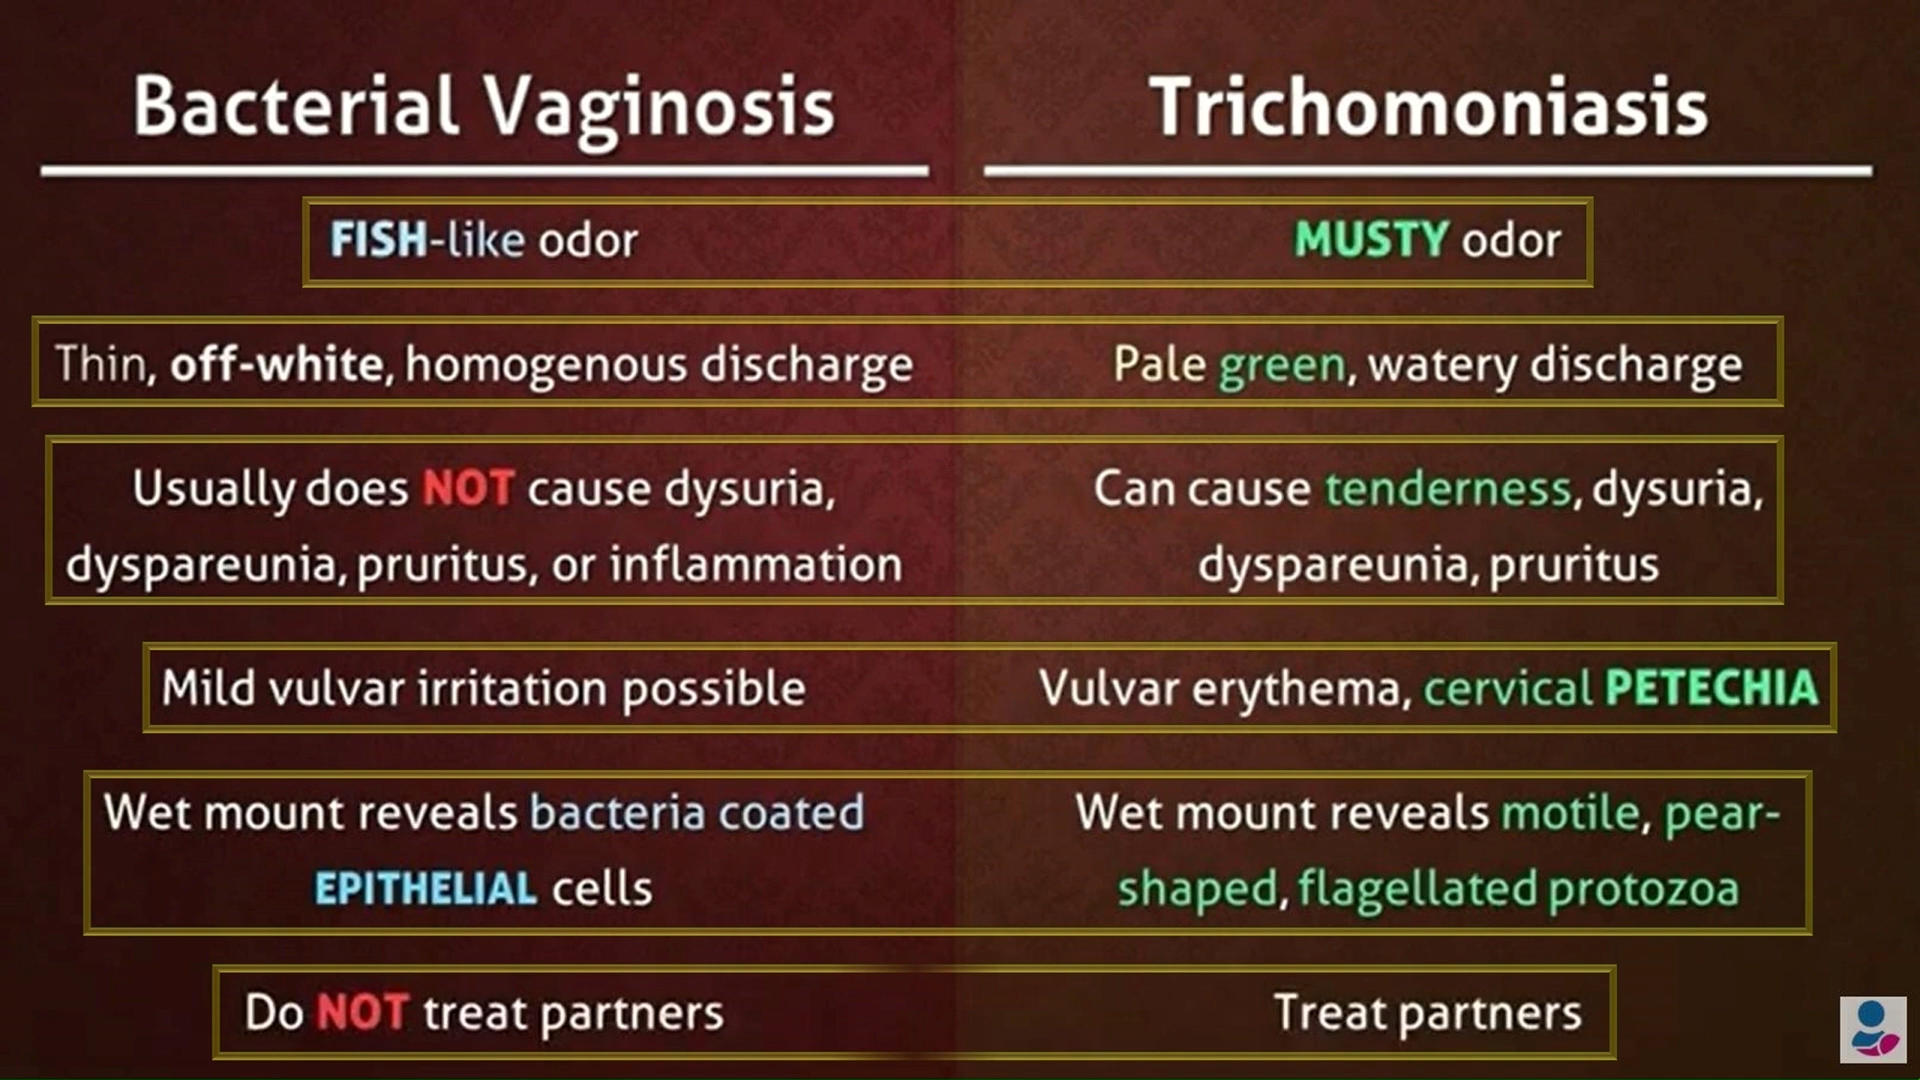 Bacterial Vaginosis
Trichomoniasis
FISH-like odor
MUSTY odor
Thin, off-white, homogenous discharge
Pale green, watery discharge
Usually does NOT cause dysuria,
dyspareunia, pruritus, or inflammation
Can cause tenderness, dysuria,
dyspareunia, pruritus
Mild vulvar irritation possible
Vulvar erythema, cervical PETECHIA
Wet mount reveals bacteria coated
EPITHELIAL cells
Wet mount reveals motile, pear-
shaped, flagellated protozoa
Do NOT treat partners
Treat partners